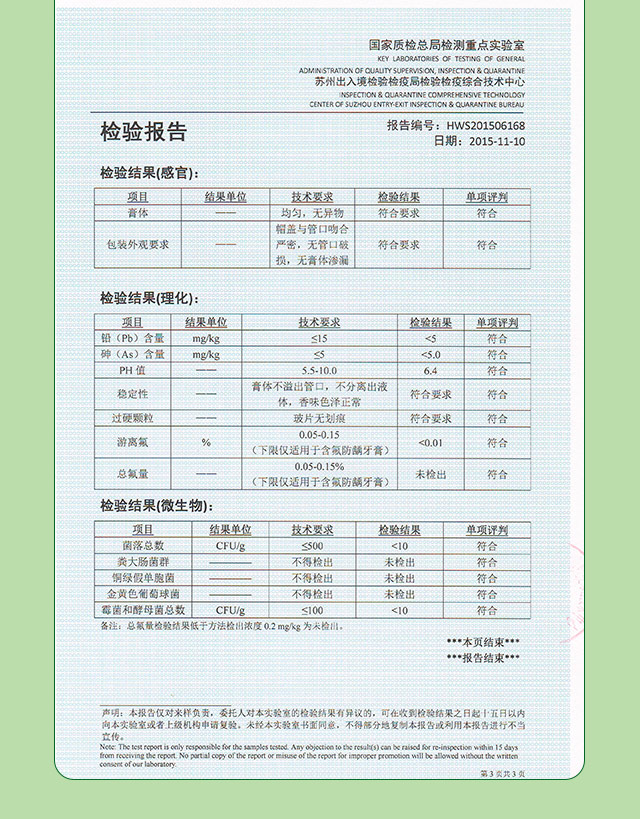 国家质检总局检测重点实验室
KEY LABORATORIES OF TESTING OF GENERAL
ADMINISTRATION OF QUALITY SUPERVISION, INSPECTION & QUARANTINE
苏州出入境检验检疫局检验检疫综合技术中心
INSPECTION & QUARANTINE COMPREHENSIVE TECHNOLOGY
CENTER OF SUZHOU ENTRY-EXIT INSPECTION & QUARANTINE BUREAU
检验报告
报告编号：HWS201506168
日期：2015-11-10
检验结果(感官)：
项目 结果单位 技术要求 检验结果 单项评判
膏体 —— 均匀，无异物 符合要求 符合
包装外观要求 —— 帽盖与管口吻合
严密，无管口破
损，无膏体渗漏 符合要求 符合
检验结果(理化)：
项目 结果单位 技术要求 检验结果 单项评判
铅（Pb）含量 mg/kg ≤15 <5 符合
砷（As）含量 mg/kg ≤5 <5.0 符合
PH 值 —— 5.5-10.0 6.4 符合
稳定性 —— 膏体不溢出管口，不分离出液
体，香味色泽正常 符合要求 符合
过硬颗粒 —— 玻片无划痕 符合要求 符合
游离氟 % 0.05-0.15
（下限仅适用于含氟防龋牙膏） <0.01 符合
总氟量 —— 0.05-0.15%
（下限仅适用于含氟防龋牙膏） 未检出 符合
检验结果(微生物)：
项目 结果单位 技术要求 检验结果 单项评判
菌落总数 CFU/g ≤500 <10 符合
粪大肠菌群 ———— 不得检出 未检出 符合
铜绿假单胞菌 ———— 不得检出 未检出 符合
金黄色葡萄球菌 ———— 不得检出 未检出 符合
霉菌和酵母菌总数 CFU/g ≤100 <10 符合
备注：总氟量检验结果低于方法检出浓度 0.2 mg/kg 为未检出。
***本页结束***
***报告结束***
声明：本报告仅对来样负责，委托人对本实验室的检验结果有异议的，可在收到检验结果之日起十五日以内
向本实验室或者上级机构申请复验。未经本实验室书面同意，不得部分地复制本报告或利用本报告进行不当
宣传。
Note: The test report is only responsible for the samples tested. Any objection to the result(s) can be raised for re-inspection within 15 days
from receiving the report. No partial copy of the report or misuse of the report for improper promotion will be allowed without the written
consent of our laboratory.
第 3 页共 3 页